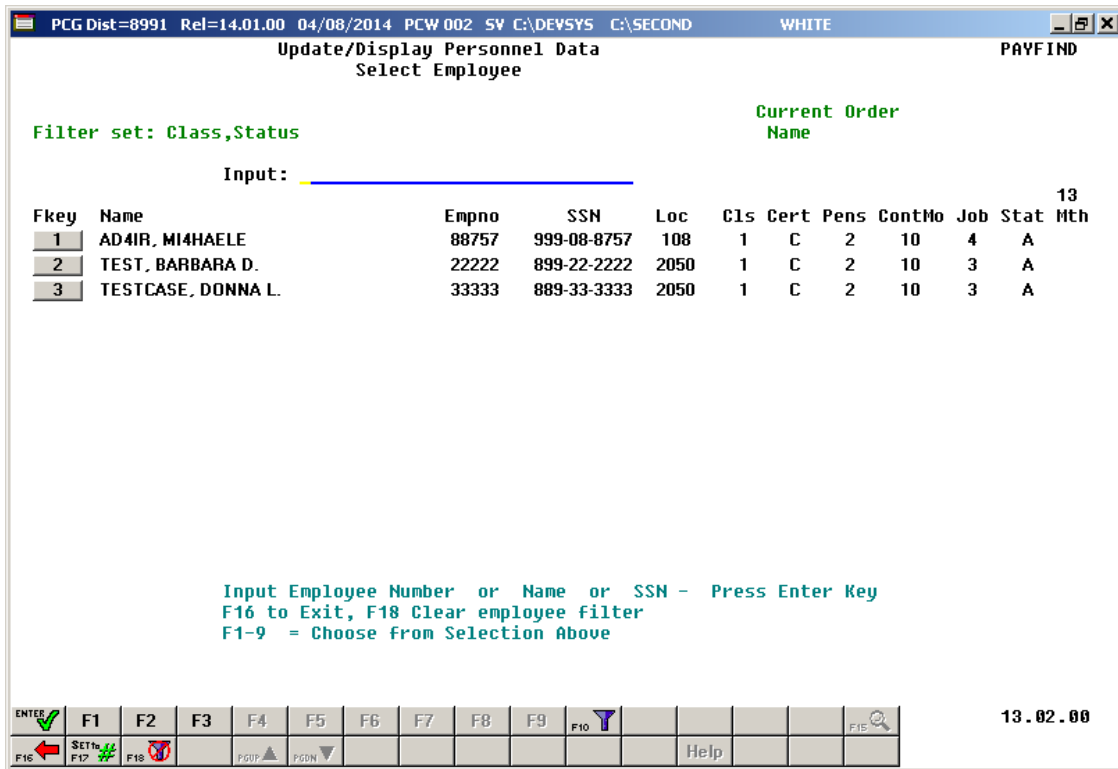 PCG Dist=8991 Rel=14.01.00 04/08/2014 PCW 002 SV C:\DEVSYS C:\SECOND WHITE
Update/Display Personnel Data PAYFIND
Select Employee
Current Order
Filter set: Class,Status Name
Input:
13
Fkey Name Empno SSN Loc Cls Cert Pens ContMo Job Stat Mth
1 AD4IR, MI4HAELE 88757 999-08-8757 108 1 C 2 10 4 A
2 TEST, BARBARA D. 22222 899-22-2222 2050 1 C 2 10 3 A
3 TESTCASE, DONNA L. 33333 889-33-3333 2050 1 C 2 10 3 A
Input Employee Number or Name or SSN - Press Enter Key
F16 to Exit, F18 Clear employee filter
F1-9 = Choose from Selection Above
ENTER F1 F2 F3 F4 F5 F6 F7 F8 F9 F10 F15 13.02.00
F16 SET to F17 # F18 PGUP PGDN Help